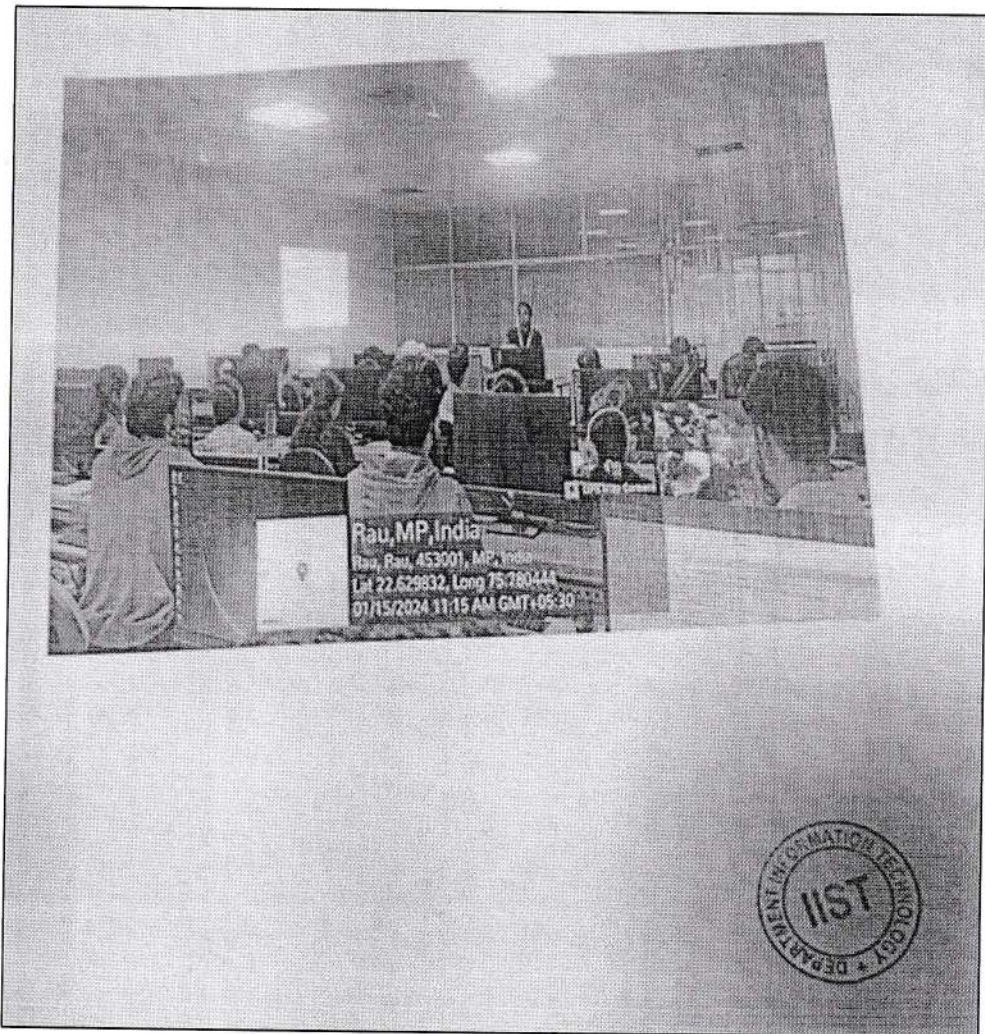 Rau,MP,India
Rau, Rau, 453001, MP, India
Lat 22.629832, Long 75.780444
01/15/2024 11:15 AM GMT+05:30
DEPARTMENT INFORMATION TECHNOLOGY
IIST